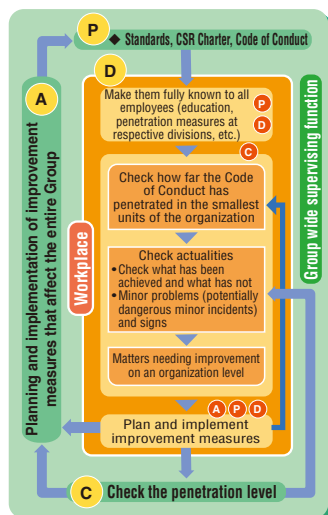 P
◆ Standards, CSR Charter, Code of Conduct
A
Planning and implementation of improvement
measures that affect the entire Group
D
Make them fully known to all
employees (education,
penetration measures at
respective divisions, etc.)
P
D
C
Check how far the Code
of Conduct has
penetrated in the smallest
units of the organization
Check actualities
•Check what has been
achieved and what has not
•Minor problems (potentially
dangerous minor incidents)
and signs
Matters needing improvement
on an organization level
A P D
Plan and implement
improvement measures
Workplace
Group wide supervising function
C
Check the penetration level